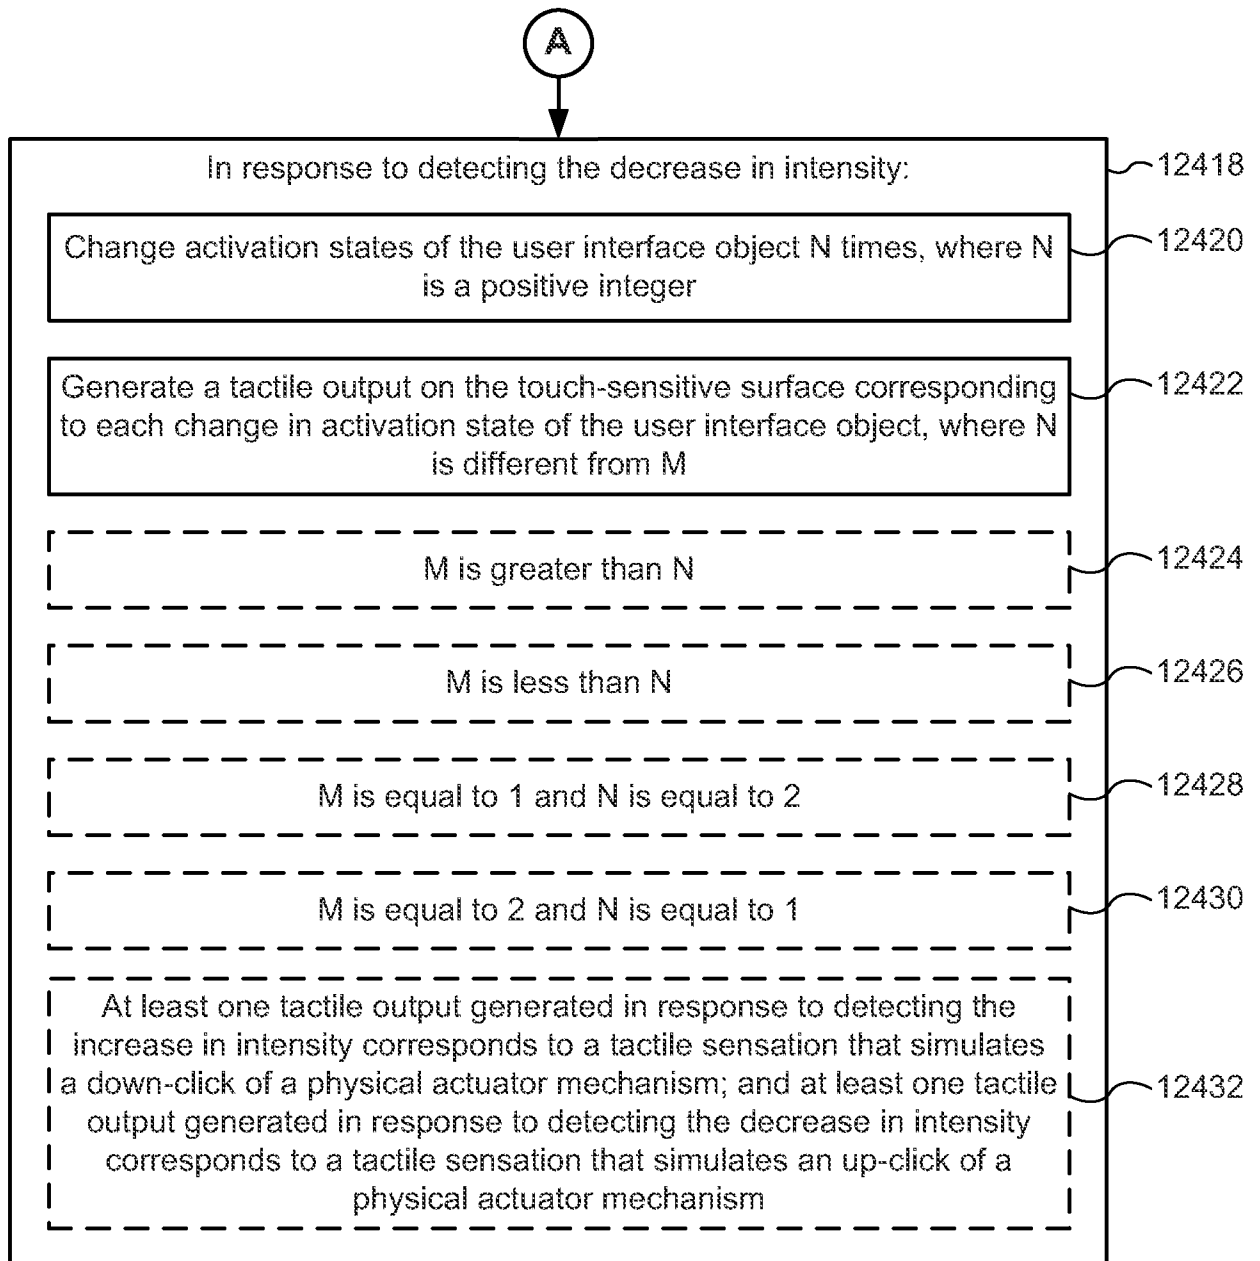 A
In response to detecting the decrease in intensity:
12418
Change activation states of the user interface object N times, where N
is a positive integer
12420
Generate a tactile output on the touch-sensitive surface corresponding
to each change in activation state of the user interface object, where N
is different from M
12422
M is greater than N
12424
M is less than N
12426
M is equal to 1 and N is equal to 2
12428
M is equal to 2 and N is equal to 1
12430
At least one tactile output generated in response to detecting the
increase in intensity corresponds to a tactile sensation that simulates
a down-click of a physical actuator mechanism; and at least one tactile
output generated in response to detecting the decrease in intensity
corresponds to a tactile sensation that simulates an up-click of a
physical actuator mechanism
12432